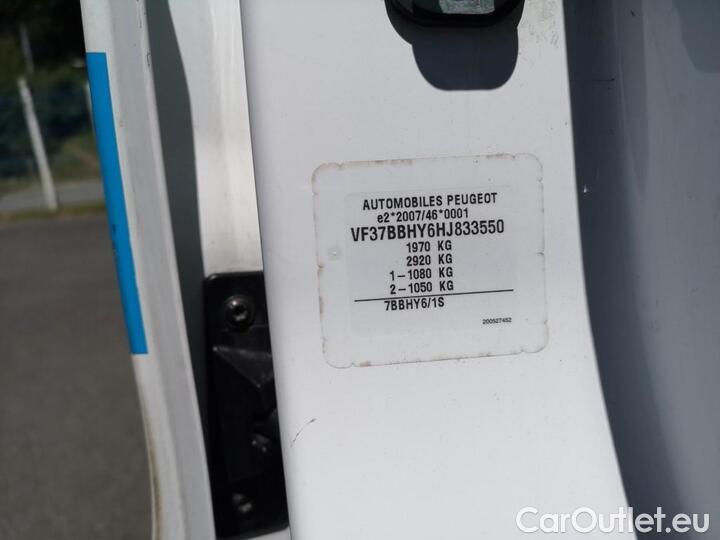 AUTOMOBILES PEUGEOT
e2*2007/46*0001
VF37BBHY6HJ833550
1970 KG
2920 KG
1-1080 KG
2-1050 KG
7BBHY6/1S
200527452
CarOutlet.eu